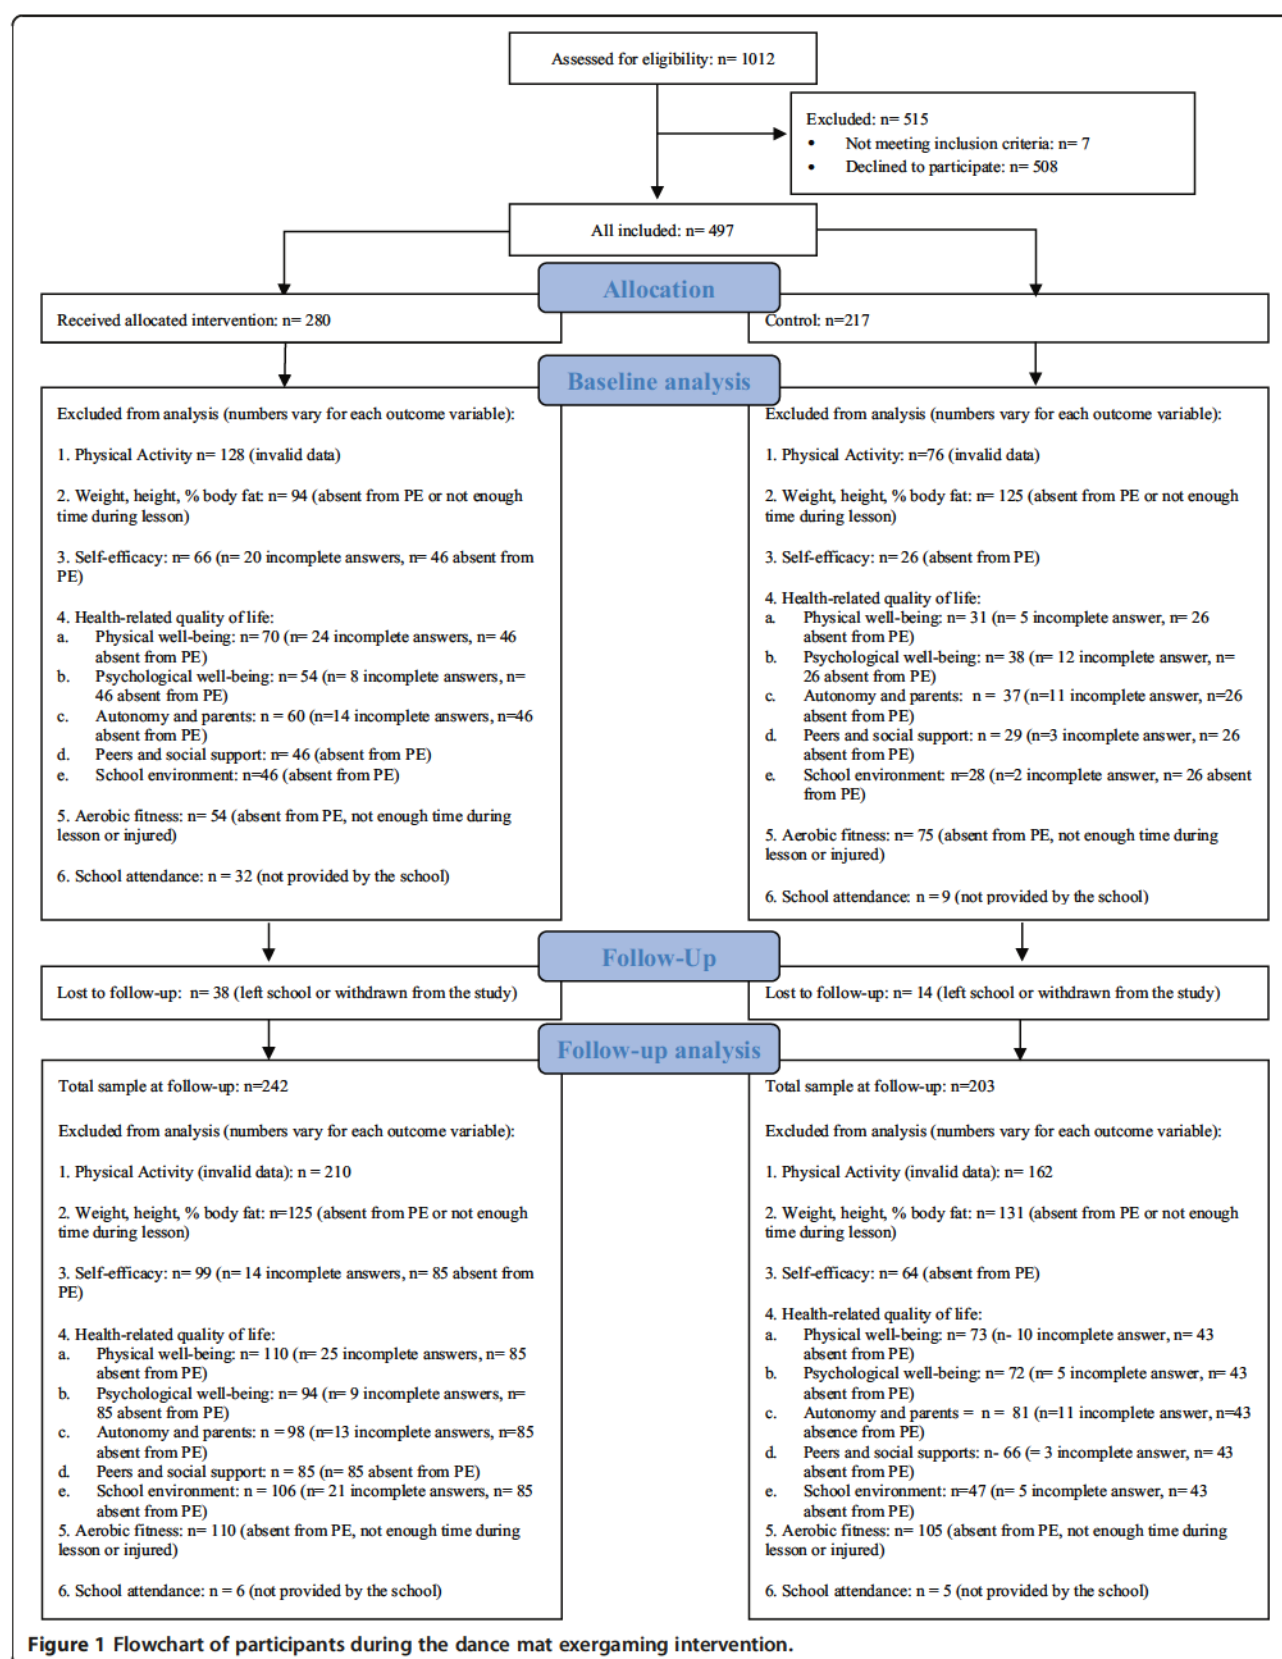 Assessed for eligibility: n= 1012
Excluded: n= 515
• Not meeting inclusion criteria: n= 7
• Declined to participate: n= 508
All included: n= 497
Allocation
Received allocated intervention: n= 280
Control: n=217
Baseline analysis
Excluded from analysis (numbers vary for each outcome variable):
1. Physical Activity n= 128 (invalid data)
2. Weight, height, % body fat: n= 94 (absent from PE or not enough
time during lesson)
3. Self-efficacy: n= 66 (n= 20 incomplete answers, n= 46 absent from
PE)
4. Health-related quality of life:
a. Physical well-being: n= 70 (n= 24 incomplete answers, n= 46
absent from PE)
b. Psychological well-being: n= 54 (n= 8 incomplete answers, n=
46 absent from PE)
c. Autonomy and parents: n = 60 (n=14 incomplete answers, n=46
absent from PE)
d. Peers and social support: n= 46 (absent from PE)
e. School environment: n=46 (absent from PE)
5. Aerobic fitness: n= 54 (absent from PE, not enough time during
lesson or injured)
6. School attendance: n = 32 (not provided by the school)
Excluded from analysis (numbers vary for each outcome variable):
1. Physical Activity: n=76 (invalid data)
2. Weight, height, % body fat: n= 125 (absent from PE or not enough
time during lesson)
3. Self-efficacy: n= 26 (absent from PE)
4. Health-related quality of life:
a. Physical well-being: n= 31 (n= 5 incomplete answer, n= 26
absent from PE)
b. Psychological well-being: n= 38 (n= 12 incomplete answer, n=
26 absent from PE)
c. Autonomy and parents: n = 37 (n=11 incomplete answer, n=26
absent from PE)
d. Peers and social support: n = 29 (n=3 incomplete answer, n= 26
absent from PE)
e. School environment: n=28 (n=2 incomplete answer, n= 26 absent
from PE)
5. Aerobic fitness: n= 75 (absent from PE, not enough time during
lesson or injured)
6. School attendance: n = 9 (not provided by the school)
Follow-Up
Lost to follow-up: n= 38 (left school or withdrawn from the study)
Lost to follow-up: n= 14 (left school or withdrawn from the study)
Follow-up analysis
Total sample at follow-up: n=242
Excluded from analysis (numbers vary for each outcome variable):
1. Physical Activity (invalid data): n = 210
2. Weight, height, % body fat: n=125 (absent from PE or not enough
time during lesson)
3. Self-efficacy: n= 99 (n= 14 incomplete answers, n= 85 absent from
PE)
4. Health-related quality of life:
a. Physical well-being: n= 110 (n= 25 incomplete answers, n= 85
absent from PE)
b. Psychological well-being: n= 94 (n= 9 incomplete answers, n=
85 absent from PE)
c. Autonomy and parents: n = 98 (n=13 incomplete answers, n=85
absent from PE)
d. Peers and social support: n = 85 (n= 85 absent from PE)
e. School environment: n = 106 (n= 21 incomplete answers, n= 85
absent from PE)
5. Aerobic fitness: n= 110 (absent from PE, not enough time during
lesson or injured)
6. School attendance: n = 6 (not provided by the school)
Total sample at follow-up: n=203
Excluded from analysis (numbers vary for each outcome variable):
1. Physical Activity (invalid data): n= 162
2. Weight, height, % body fat: n= 131 (absent from PE or not enough
time during lesson)
3. Self-efficacy: n= 64 (absent from PE)
4. Health-related quality of life:
a. Physical well-being: n= 73 (n- 10 incomplete answer, n= 43
absent from PE)
b. Psychological well-being: n= 72 (n= 5 incomplete answer, n= 43
absence from PE)
c. Autonomy and parents = n = 81 (n=11 incomplete answer, n=43
absence from PE)
d. Peers and social supports: n- 66 (= 3 incomplete answer, n= 43
absent from PE)
e. School environment: n=47 (n= 5 incomplete answer, n= 43
absent from PE)
5. Aerobic fitness: n= 105 (absent from PE, not enough time during
lesson or injured)
6. School attendance: n = 5 (not provided by the school)
Figure 1 Flowchart of participants during the dance mat exergaming intervention.